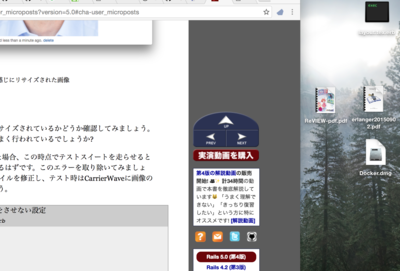 r_microposts?version=5.0#cha-user_microposts
感じにリサイズされた画像
サイズされているかどうか確認してみましょう。
まく行われているでしょうか?
た場合、この時点でテストスイートを走らせると
るはずです。このエラーを取り除いてみましょ
イルを修正し、テスト時はCarrierWaveに画像の
う。
をさせない設定
UP
PREV
NEXT
実演動画を購入
第4版の解説動画の販売
開始! 計34時間の動
画で本書を徹底解説して
います 「うまく理解で
きない」「きっちり復習
したい」という方に特に
オススメです!
[解説動画]
Rails 5.0 (第4版)
Rails 4.2 (第3版)
ReVIEW-pdf.pdf
erlanger2015080
2.pdf
Docker.dmg